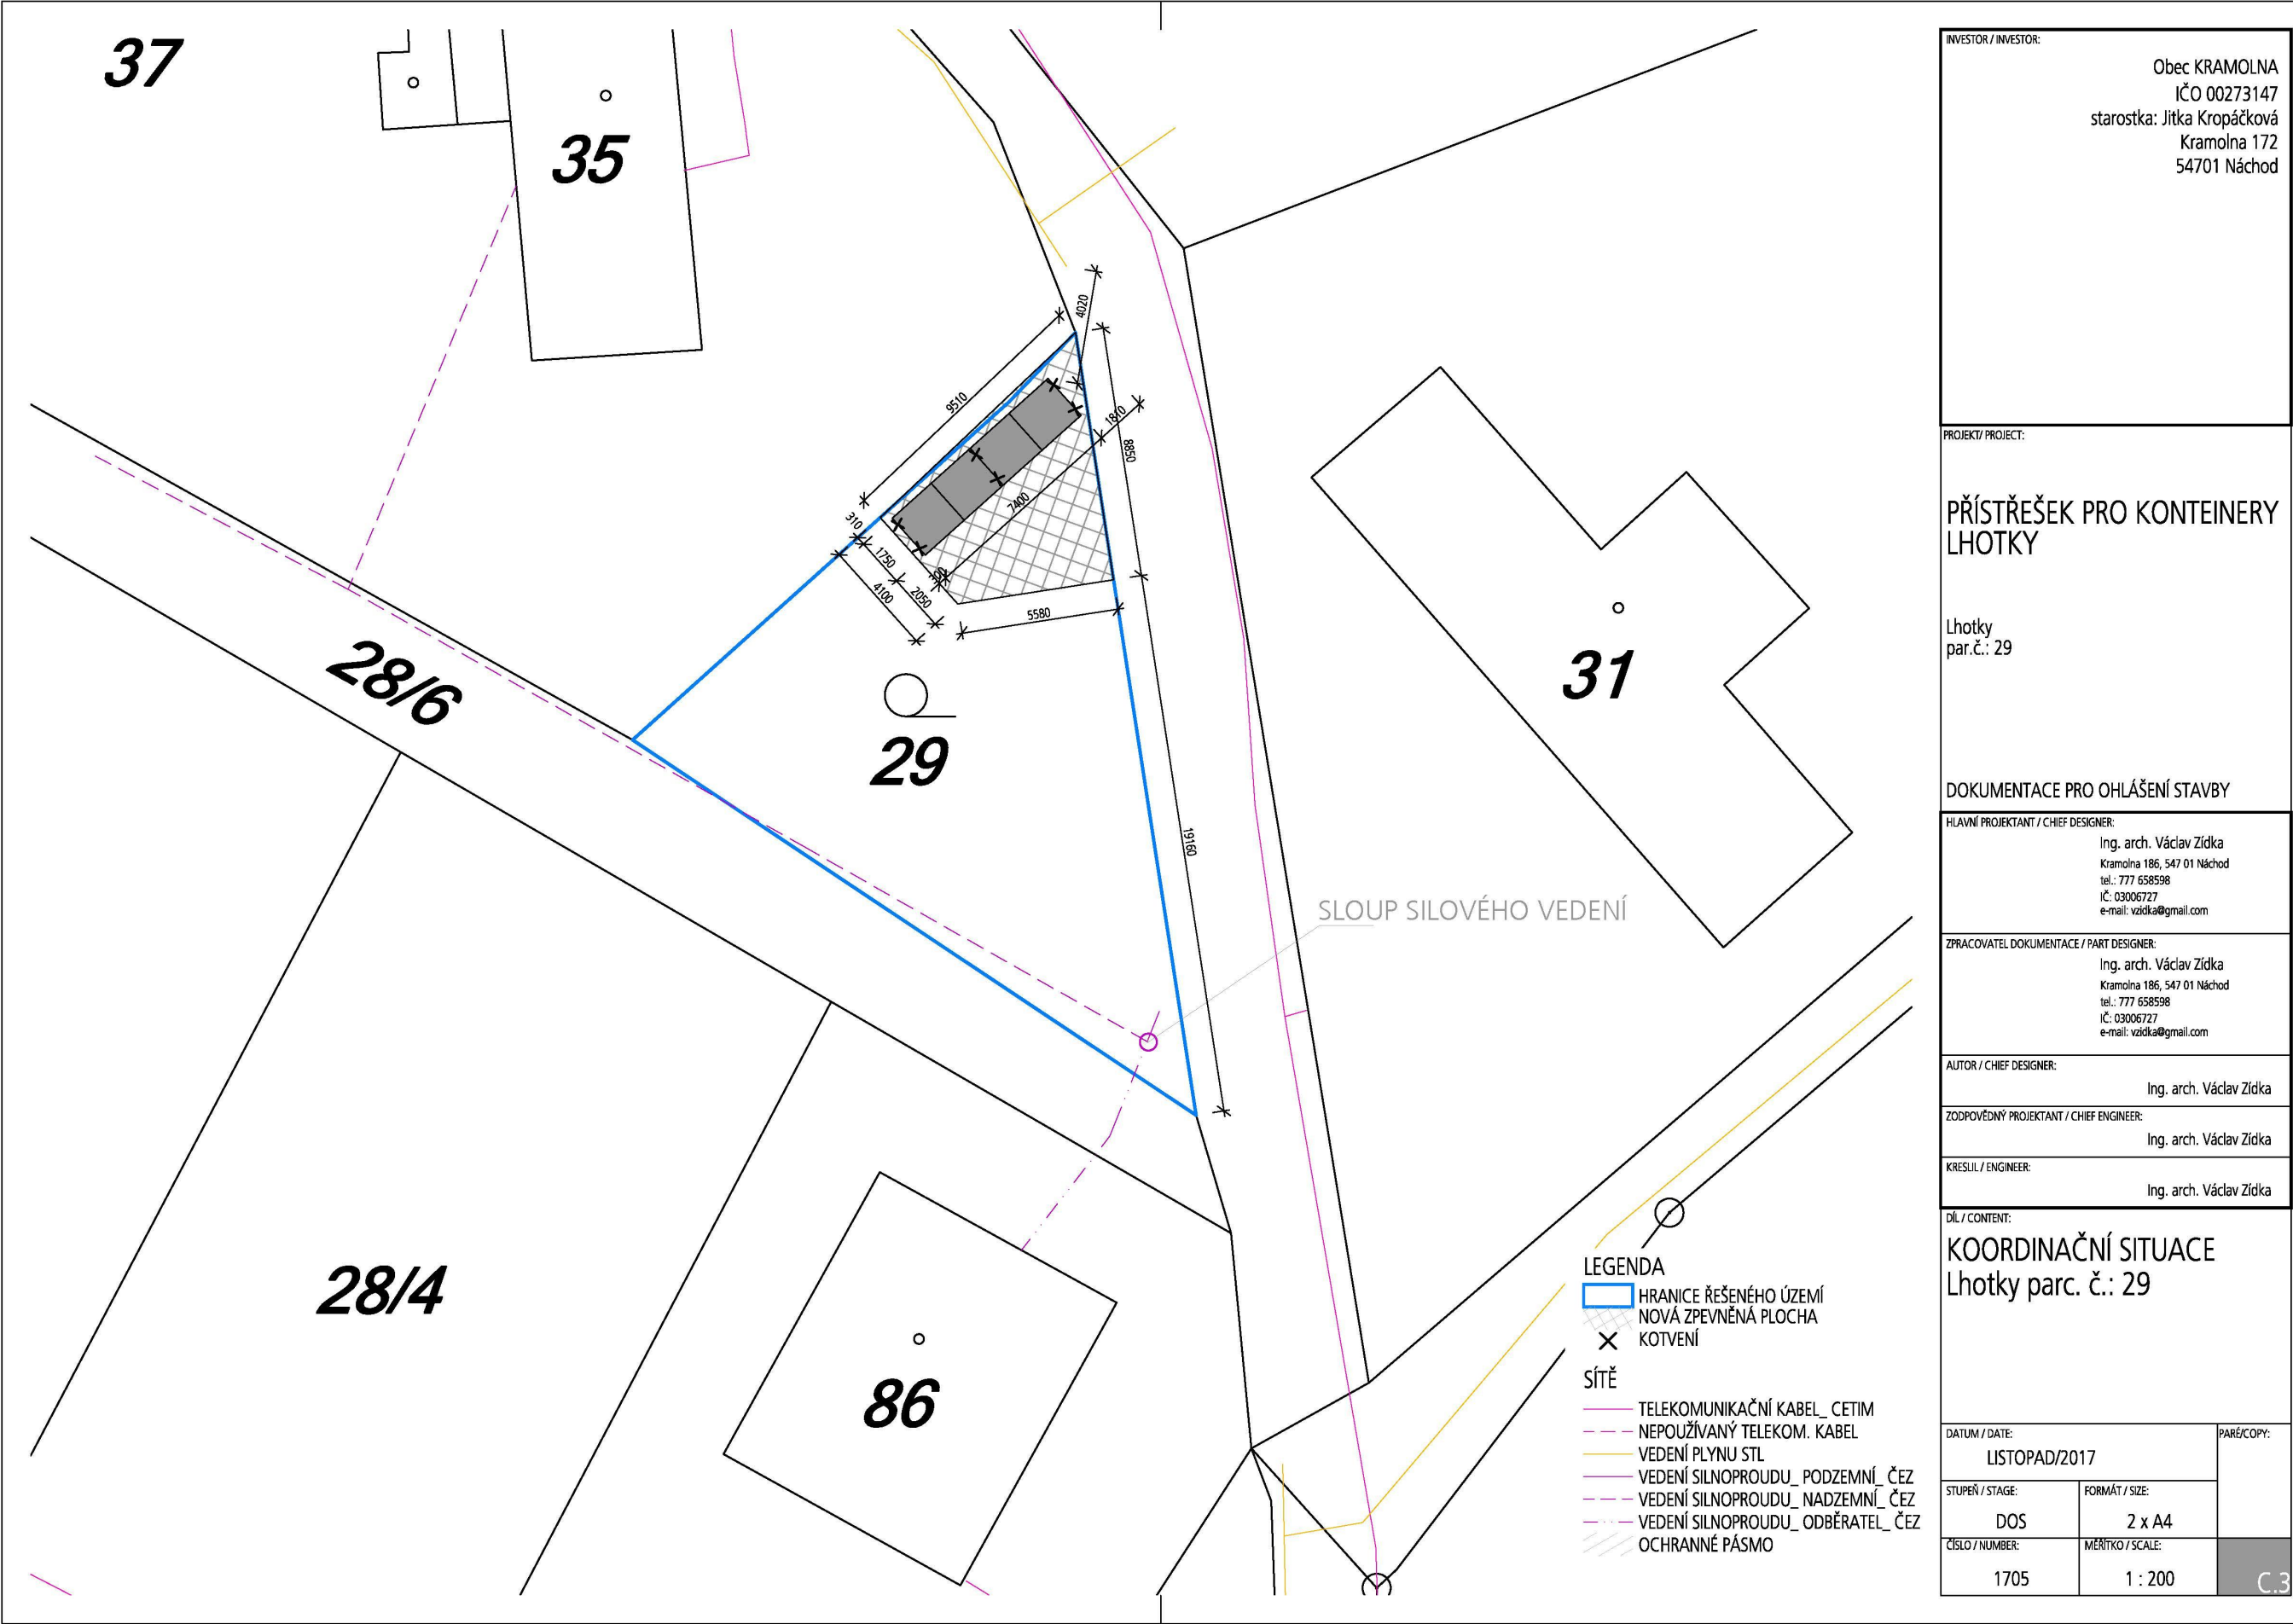 37
35
4020
9510
1810
8850
7400
310
1750
2050
4100
5580
28/6
29
31
19160
SLOUP SILOVÉHO VEDENÍ
28/4
86
LEGENDA
HRANICE ŘEŠENÉHO ÚZEMÍ
NOVÁ ZPEVNĚNÁ PLOCHA
KOTVENÍ
SÍTĚ
TELEKOMUNIKAČNÍ KABEL_ CETIM
NEPOUŽÍVANÝ TELEKOM. KABEL
VEDENÍ PLYNU STL
VEDENÍ SILNOPROUDU_ PODZEMNÍ_ ČEZ
VEDENÍ SILNOPROUDU_ NADZEMNÍ_ ČEZ
VEDENÍ SILNOPROUDU_ ODBĚRATEL_ ČEZ
OCHRANNÉ PÁSMO
INVESTOR / INVESTOR:
Obec KRAMOLNA
IČO 00273147
starostka: Jitka Kropáčková
Kramolna 172
54701 Náchod
PROJEKT/ PROJECT:
PŘÍSTŘEŠEK PRO KONTEINERY
LHOTKY
Lhotky
par.č.: 29
DOKUMENTACE PRO OHLÁŠENÍ STAVBY
HLAVNÍ PROJEKTANT / CHIEF DESIGNER:
Ing. arch. Václav Zídka
Kramolna 186, 547 01 Náchod
tel.: 777 658598
IČ: 03006727
e-mail: vzidka@gmail.com
ZPRACOVATEL DOKUMENTACE / PART DESIGNER:
Ing. arch. Václav Zídka
Kramolna 186, 547 01 Náchod
tel.: 777 658598
IČ: 03006727
e-mail: vzidka@gmail.com
AUTOR / CHIEF DESIGNER:
Ing. arch. Václav Zídka
ZODPOVĚDNÝ PROJEKTANT / CHIEF ENGINEER:
Ing. arch. Václav Zídka
KRESLIL / ENGINEER:
Ing. arch. Václav Zídka
DÍL / CONTENT:
KOORDINAČNÍ SITUACE
Lhotky parc. č.: 29
DATUM / DATE:
LISTOPAD/2017
PARÉ/COPY:
STUPEŇ / STAGE:
DOS
FORMÁT / SIZE:
2 x A4
ČÍSLO / NUMBER:
1705
MĚŘÍTKO / SCALE:
1 : 200
C.3